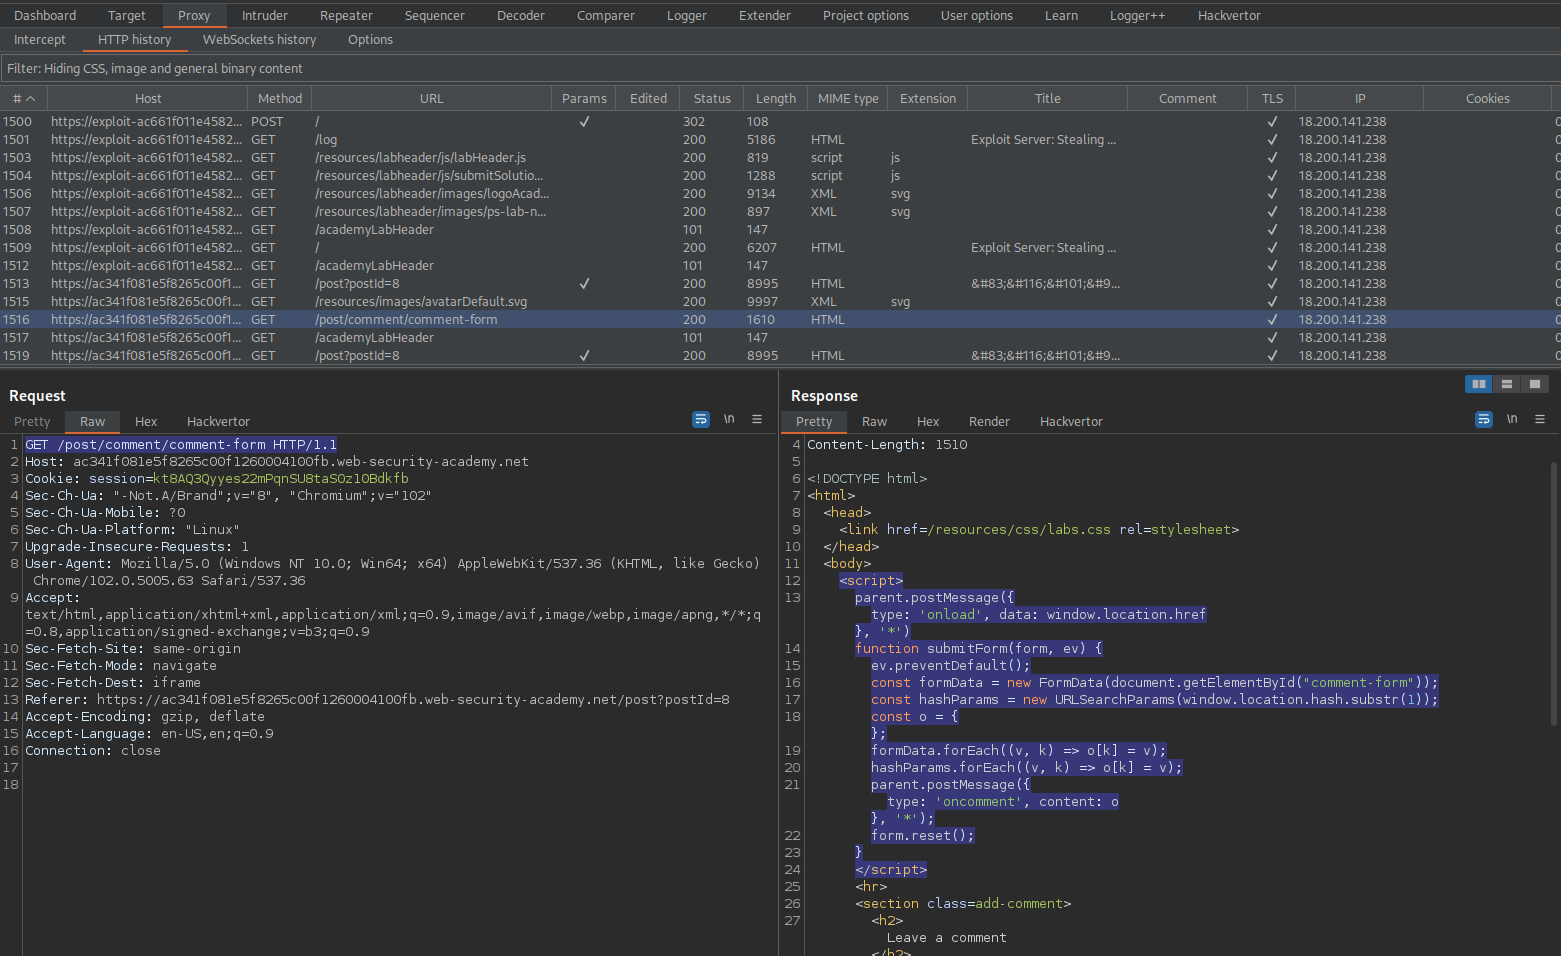 Dashboard Target Proxy Intruder Repeater Sequencer Decoder Comparer Logger Extender Project options User options Learn Logger++ Hackvertor
Intercept HTTP history WebSockets history Options
Filter: Hiding CSS, image and general binary content
# Host Method URL Params Edited Status Length MIME type Extension Title Comment TLS IP Cookies
1500 https://exploit-ac661f011e4582... POST / ✓ 302 108 ✓ 18.200.141.238
1501 https://exploit-ac661f011e4582... GET /log 200 5186 HTML Exploit Server: Stealing ... ✓ 18.200.141.238
1503 https://exploit-ac661f011e4582... GET /resources/labheader/js/labHeader.js 200 819 script js ✓ 18.200.141.238
1504 https://exploit-ac661f011e4582... GET /resources/labheader/js/submitSolutio... 200 1288 script js ✓ 18.200.141.238
1506 https://exploit-ac661f011e4582... GET /resources/labheader/images/logoAcad... 200 9134 XML svg ✓ 18.200.141.238
1507 https://exploit-ac661f011e4582... GET /resources/labheader/images/ps-lab-n... 200 897 XML svg ✓ 18.200.141.238
1508 https://exploit-ac661f011e4582... GET /academyLabHeader 101 147 ✓ 18.200.141.238
1509 https://exploit-ac661f011e4582... GET / 200 6207 HTML Exploit Server: Stealing ... ✓ 18.200.141.238
1512 https://exploit-ac661f011e4582... GET /academyLabHeader 101 147 ✓ 18.200.141.238
1513 https://ac341f081e5f8265c00f1... GET /post?postId=8 ✓ 200 8995 HTML &#83;&#116;&#101;&#9... ✓ 18.200.141.238
1515 https://ac341f081e5f8265c00f1... GET /resources/images/avatarDefault.svg 200 9997 XML svg ✓ 18.200.141.238
1516 https://ac341f081e5f8265c00f1... GET /post/comment/comment-form 200 1610 HTML ✓ 18.200.141.238
1517 https://ac341f081e5f8265c00f1... GET /academyLabHeader 101 147 ✓ 18.200.141.238
1519 https://ac341f081e5f8265c00f1... GET /post?postId=8 ✓ 200 8995 HTML &#83;&#116;&#101;&#9... ✓ 18.200.141.238
Request
Pretty Raw Hex Hackvertor \n
1 GET /post/comment/comment-form HTTP/1.1
2 Host: ac341f081e5f8265c00f1260004100fb.web-security-academy.net
3 Cookie: session=kt8AQ3Qyyes22mPqnSU8taSOz1OBdkfb
4 Sec-Ch-Ua: "-Not.A/Brand";v="8", "Chromium";v="102"
5 Sec-Ch-Ua-Mobile: ?0
6 Sec-Ch-Ua-Platform: "Linux"
7 Upgrade-Insecure-Requests: 1
8 User-Agent: Mozilla/5.0 (Windows NT 10.0; Win64; x64) AppleWebKit/537.36 (KHTML, like Gecko)
Chrome/102.0.5005.63 Safari/537.36
9 Accept:
text/html,application/xhtml+xml,application/xml;q=0.9,image/avif,image/webp,image/apng,*/*;q
=0.8,application/signed-exchange;v=b3;q=0.9
10 Sec-Fetch-Site: same-origin
11 Sec-Fetch-Mode: navigate
12 Sec-Fetch-Dest: iframe
13 Referer: https://ac341f081e5f8265c00f1260004100fb.web-security-academy.net/post?postId=8
14 Accept-Encoding: gzip, deflate
15 Accept-Language: en-US,en;q=0.9
16 Connection: close
17
18
Response
Pretty Raw Hex Render Hackvertor \n
4 Content-Length: 1510
5
6 <!DOCTYPE html>
7 <html>
8 <head>
9 <link href=/resources/css/labs.css rel=stylesheet>
10 </head>
11 <body>
12 <script>
13 parent.postMessage({
type: 'onload', data: window.location.href
}, '*')
14 function submitForm(form, ev) {
15 ev.preventDefault();
16 const formData = new FormData(document.getElementById("comment-form"));
17 const hashParams = new URLSearchParams(window.location.hash.substr(1));
18 const o = {
};
19 formData.forEach((v, k) => o[k] = v);
20 hashParams.forEach((v, k) => o[k] = v);
21 parent.postMessage({
type: 'oncomment', content: o
}, '*');
22 form.reset();
23 }
24 </script>
25 <hr>
26 <section class=add-comment>
27 <h2>
Leave a comment
</h2>